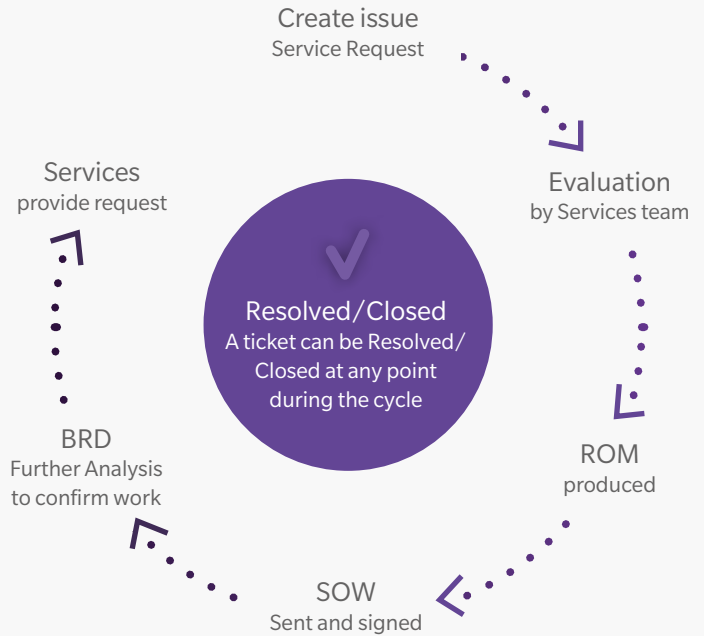 Create issue
Service Request
Evaluation
by Services team
ROM
produced
SOW
Sent and signed
BRD
Further Analysis
to confirm work
Services
provide request
Resolved/Closed
A ticket can be Resolved/
Closed at any point
during the cycle